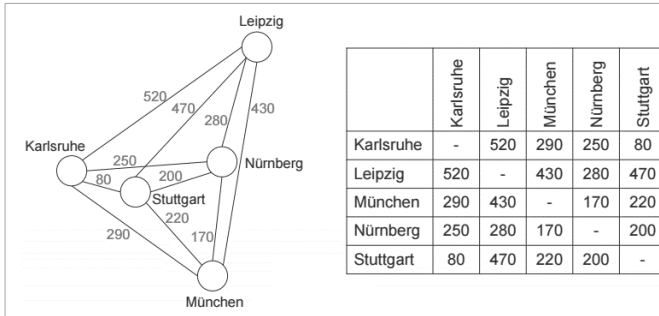 Leipzig
520
470
430
280
Karlsruhe
250
Nürnberg
200
80
Stuttgart
220
290
170
München
Karlsruhe Leipzig München Nürnberg Stuttgart
Karlsruhe - 520 290 250 80
Leipzig 520 - 430 280 470
München 290 430 - 170 220
Nürnberg 250 280 170 - 200
Stuttgart 80 470 220 200 -